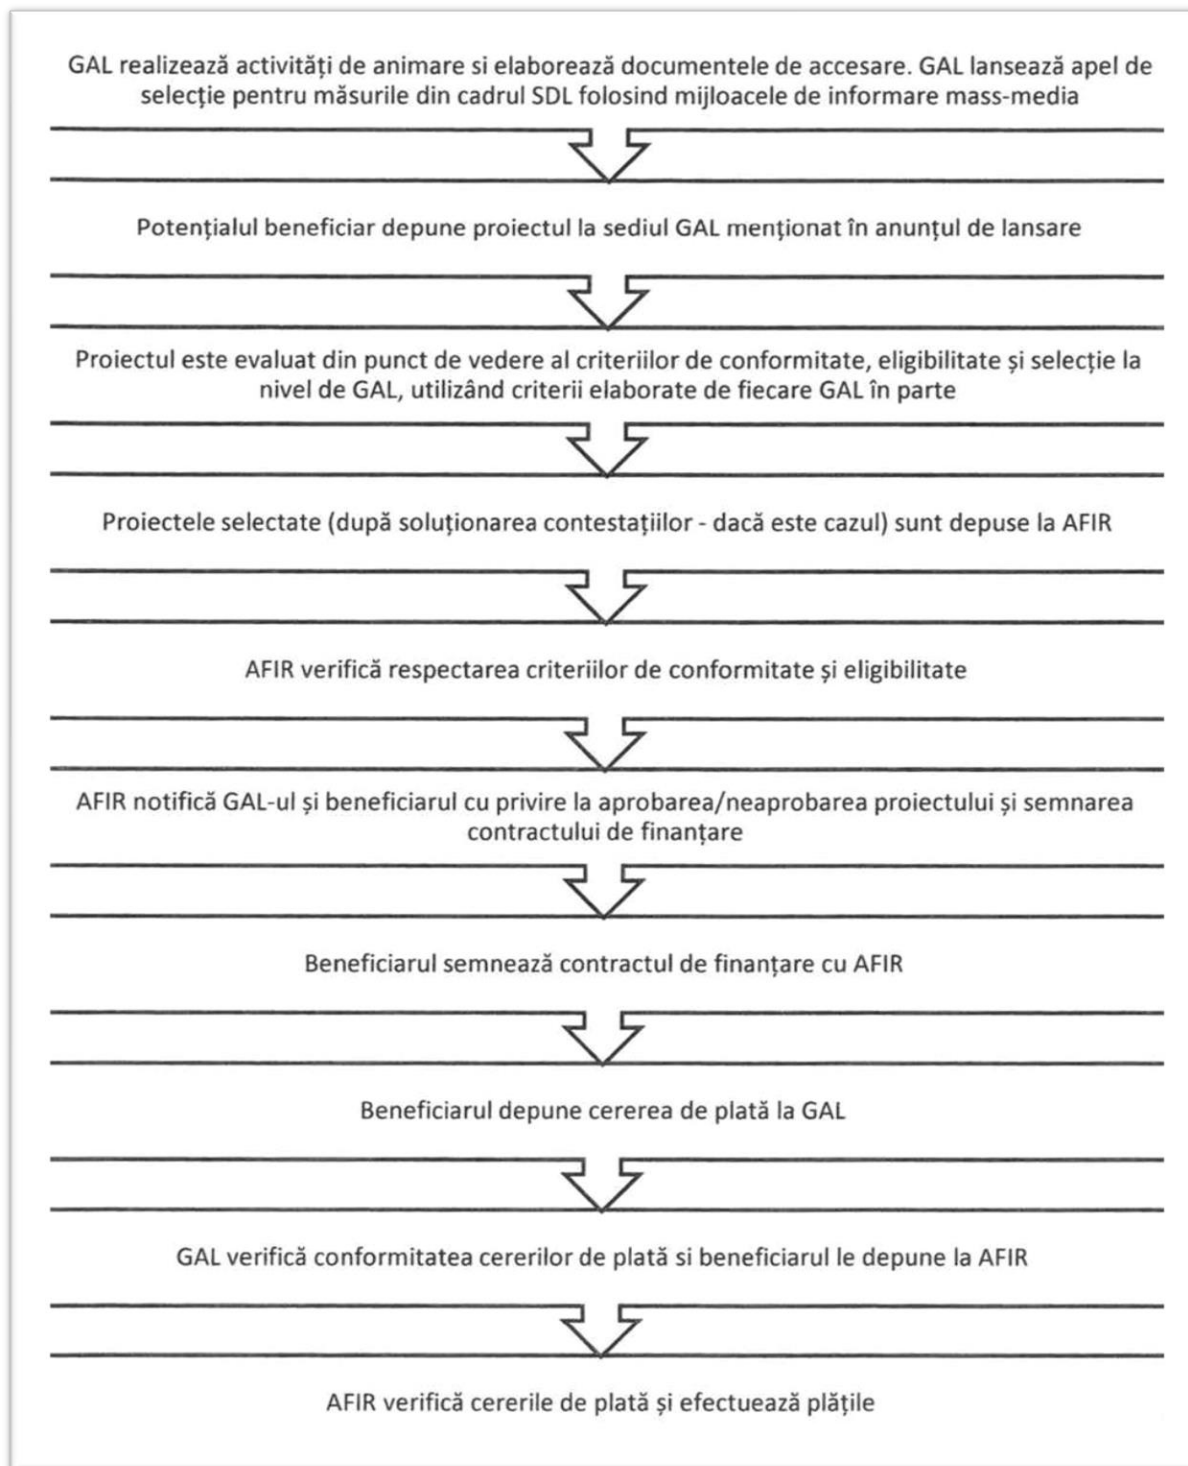 GAL realizează activități de animare si elaborează documentele de accesare. GAL lansează apel de
selecție pentru măsurile din cadrul SDL folosind mijloacele de informare mass-media
Potențialul beneficiar depune proiectul la sediul GAL menționat în anunțul de lansare
Proiectul este evaluat din punct de vedere al criteriilor de conformitate, eligibilitate și selecție la
nivel de GAL, utilizând criterii elaborate de fiecare GAL în parte
Proiectele selectate (după soluționarea contestațiilor - dacă este cazul) sunt depuse la AFIR
AFIR verifică respectarea criteriilor de conformitate și eligibilitate
AFIR notifică GAL-ul și beneficiarul cu privire la aprobarea/neaprobarea proiectului și semnarea
contractului de finanțare
Beneficiarul semnează contractul de finanțare cu AFIR
Beneficiarul depune cererea de plată la GAL
GAL verifică conformitatea cererilor de plată si beneficiarul le depune la AFIR
AFIR verifică cererile de plată și efectuează plățile